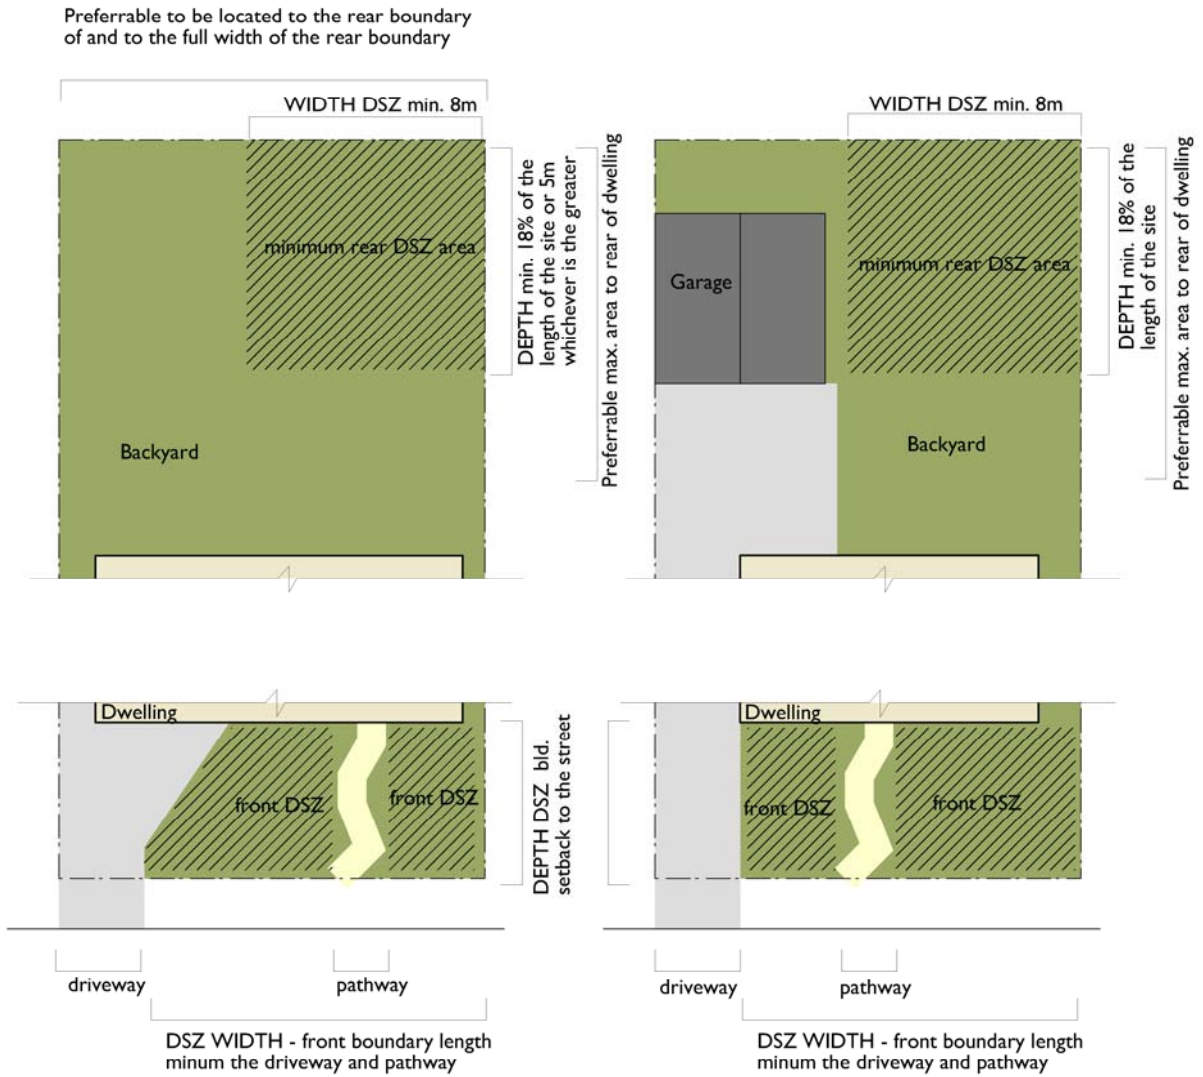 Preferrable to be located to the rear boundary
of and to the full width of the rear boundary
WIDTH DSZ min. 8m
minimum rear DSZ area
DEPTH min. 18% of the
length of the site or 5m
whichever is the greater
Preferrable max. area to rear of dwelling
Backyard
WIDTH DSZ min. 8m
Garage
minimum rear DSZ area
DEPTH min. 18% of the
length of the site
Preferrable max. area to rear of dwelling
Backyard
Dwelling
front DSZ
front DSZ
DEPTH DSZ bld.
setback to the street
driveway
pathway
DSZ WIDTH - front boundary length
minum the driveway and pathway
Dwelling
front DSZ
front DSZ
driveway
pathway
DSZ WIDTH - front boundary length
minum the driveway and pathway